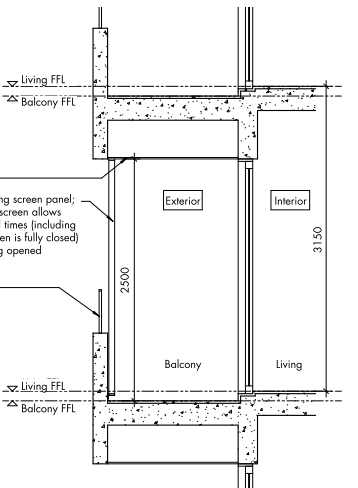 Living FFL
Balcony FFL
ng screen panel;
screen allows
times (including
en is fully closed)
opened
Exterior
Interior
2500
3150
Balcony
Living
Living FFL
Balcony FFL